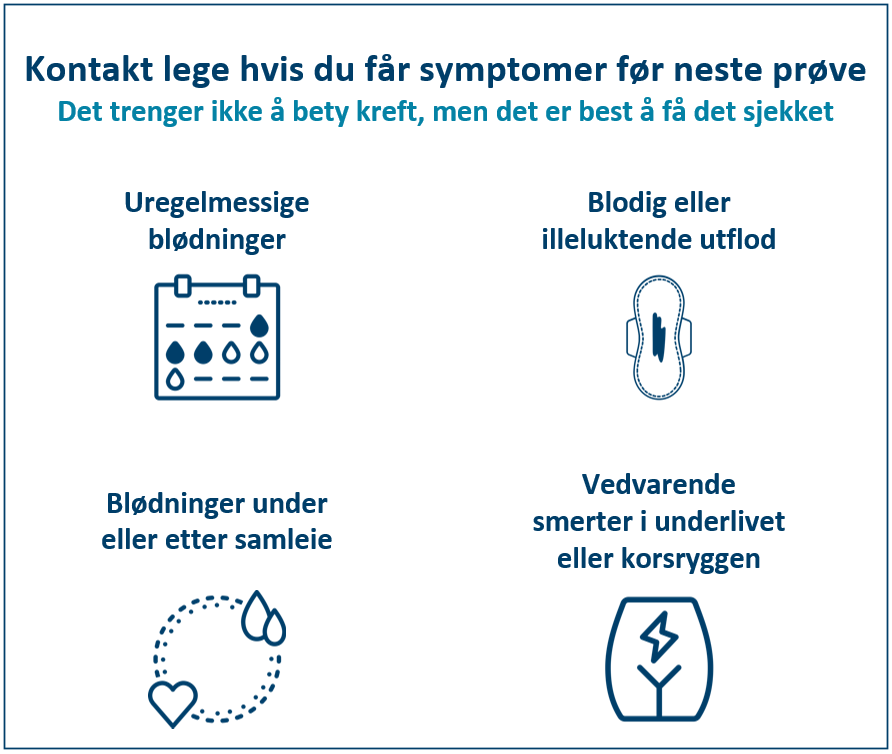 Kontakt lege hvis du får symptomer før neste prøve
Det trenger ikke å bety kreft, men det er best å få det sjekket
Uregelmessige
blødninger
Blodig eller
illeluktende utflod
Blødninger under
eller etter samleie
Vedvarende
smerter i underlivet
eller korsryggen